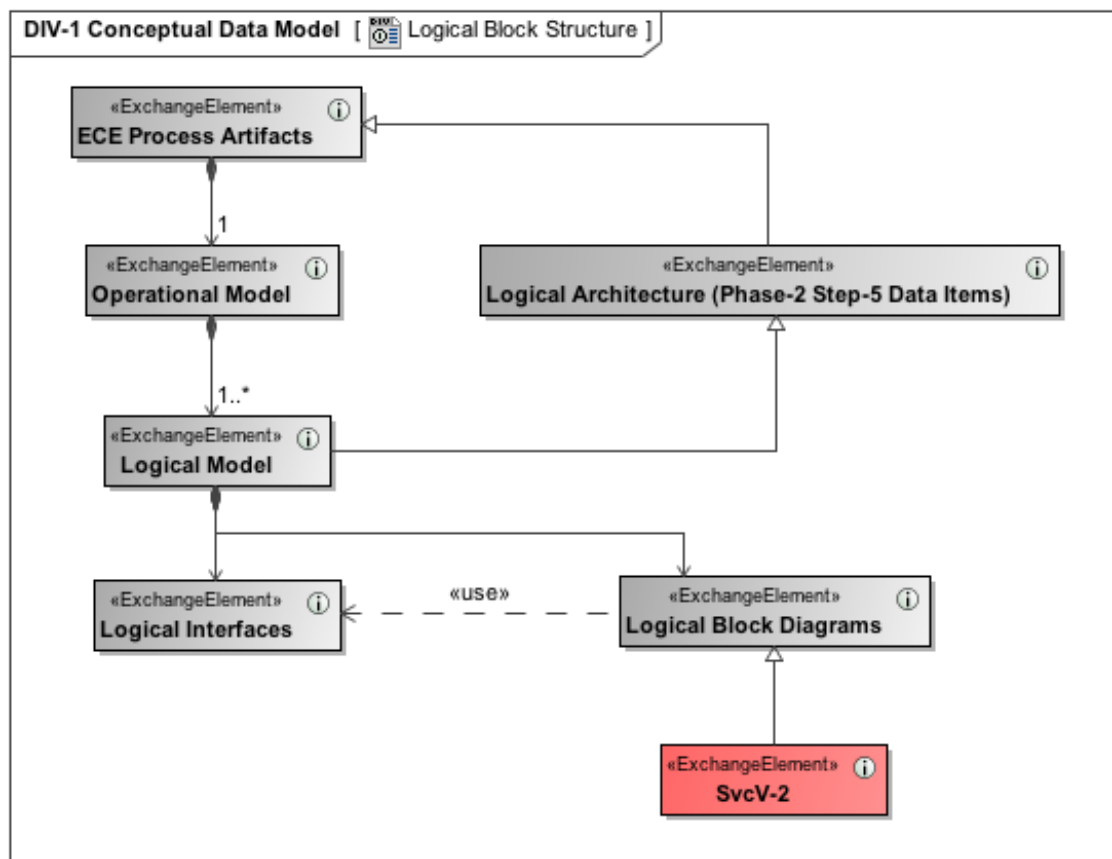 DIV-1 Conceptual Data Model [ DIV Logical Block Structure ]
«ExchangeElement»
ECE Process Artifacts
1
«ExchangeElement»
Operational Model
«ExchangeElement»
Logical Architecture (Phase-2 Step-5 Data Items)
1..*
«ExchangeElement»
Logical Model
«ExchangeElement»
Logical Interfaces
«use»
«ExchangeElement»
Logical Block Diagrams
«ExchangeElement»
SvcV-2